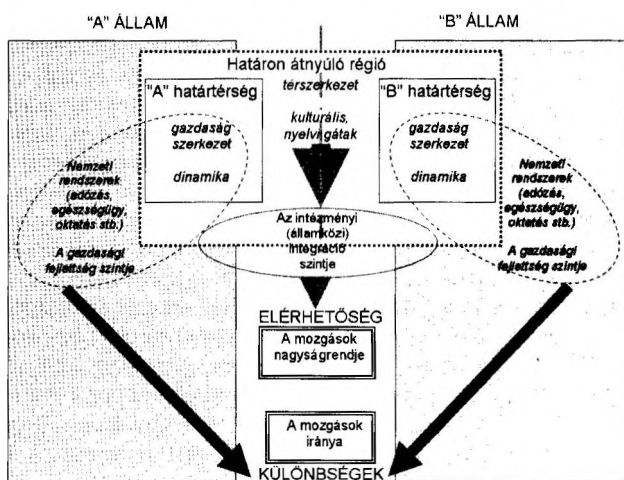 "A" ÁLLAM
"B" ÁLLAM
Határon átnyúló régió
térszerkezet
"A" határtérség
"B" határtérség
kulturális,
nyelvi gátak
gazdaság
szerkezet
dinamika
gazdaság
szerkezet
dinamika
Nemzeti
rendszerek
(adózás,
egészségügy,
oktatás stb.)
A gazdasági
fejlettség szintje
Nemzeti
rendszerek
(adózás,
egészségügy,
oktatás stb.)
A gazdasági
fejlettség szintje
Az intézményi
(államközi)
integráció
szintje
ELÉRHETŐSÉG
A mozgások
nagyságrendje
A mozgások
iránya
KÜLÖNBSÉGEK